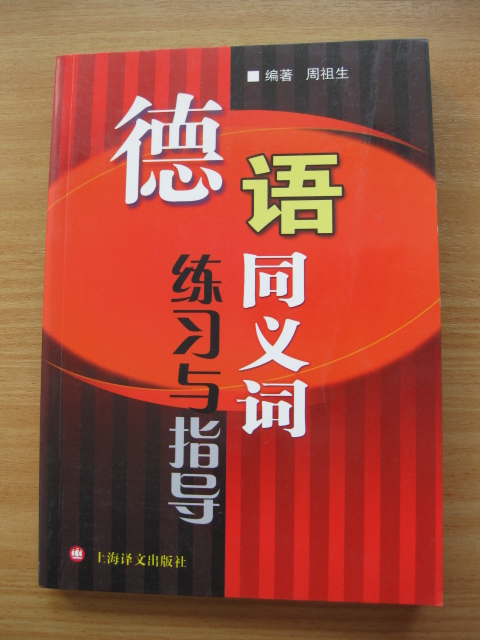 ■ 编著 周祖生
德语
同义词
练习与指导
上海译文出版社